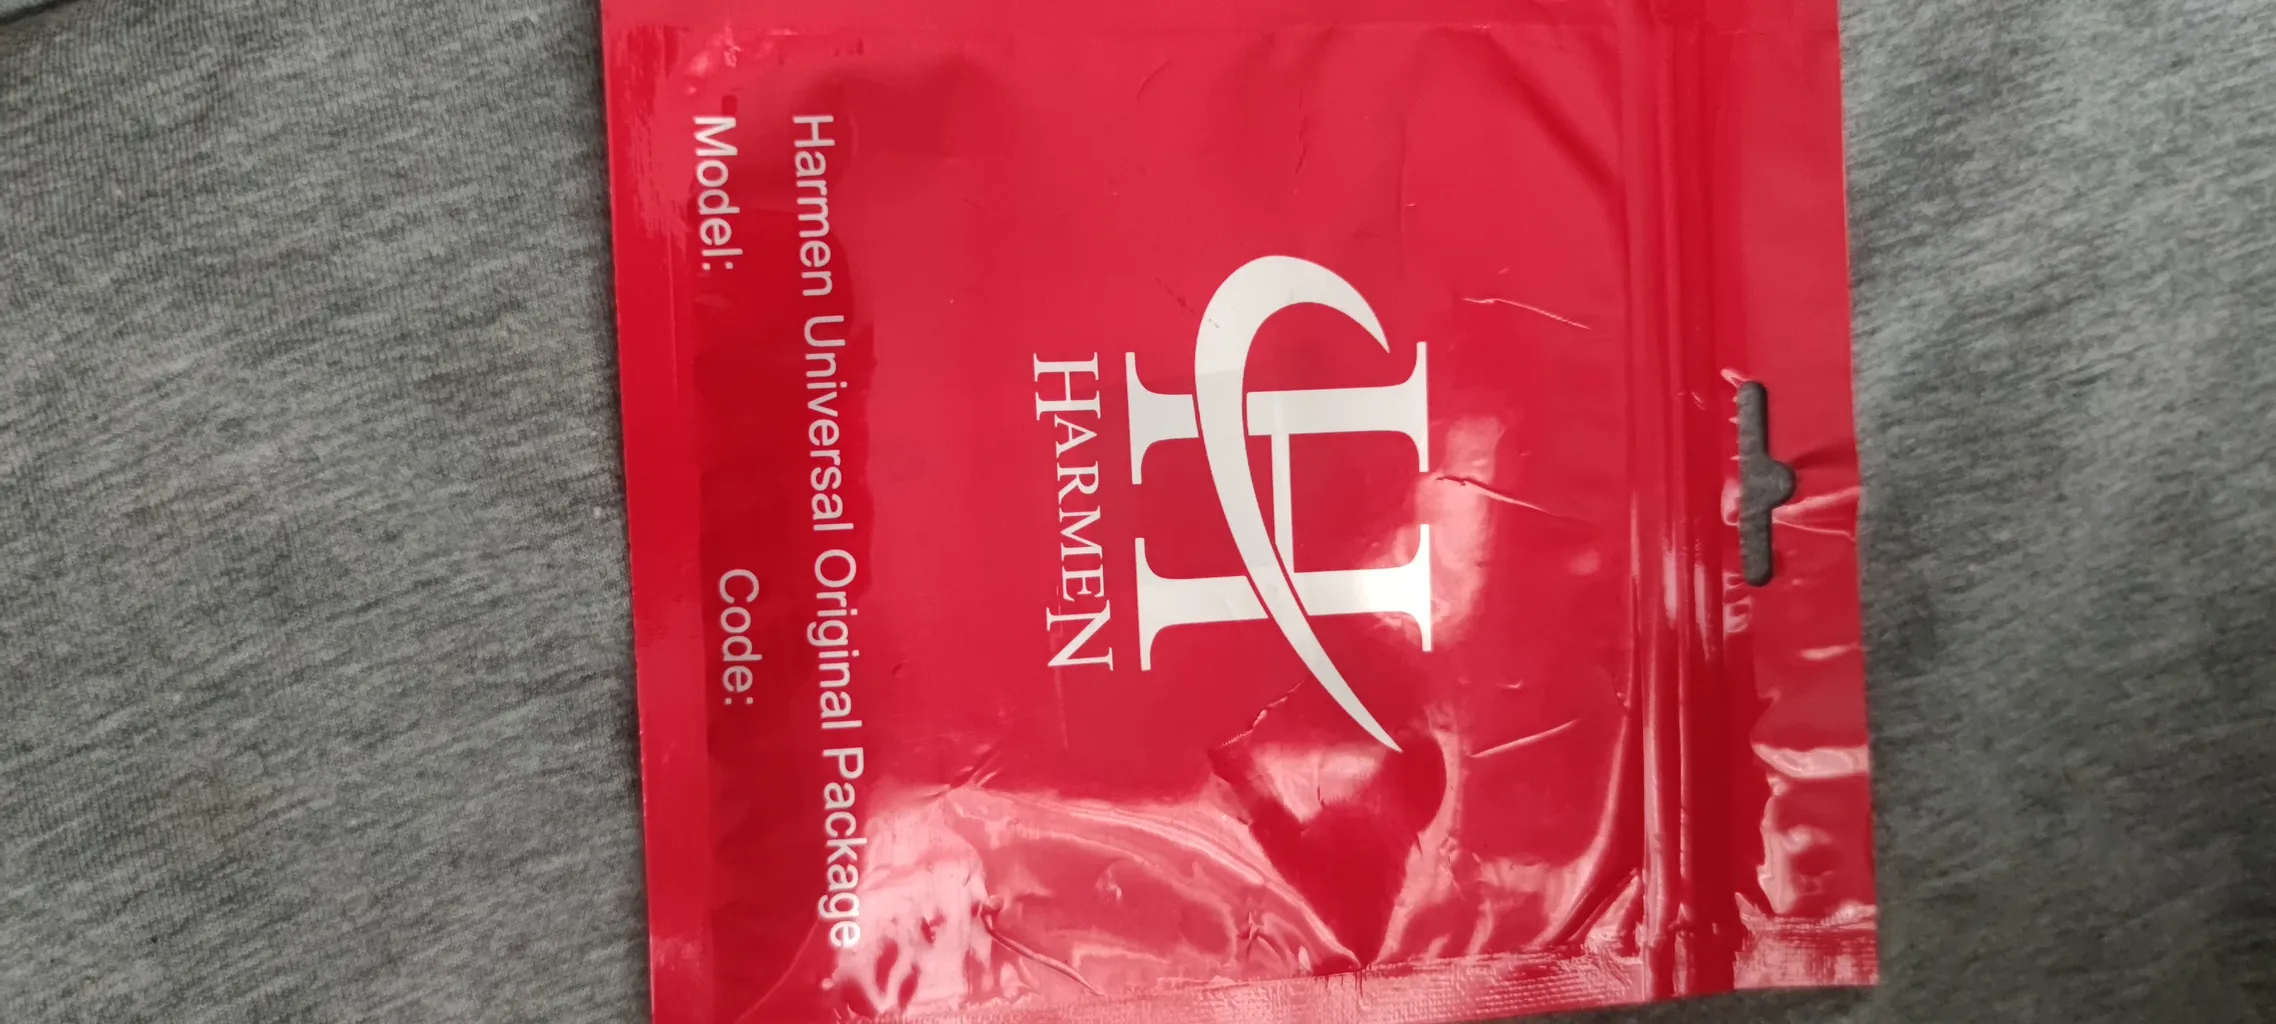 H
HARMEN
Harmen Universal Original Package
Model: Code: